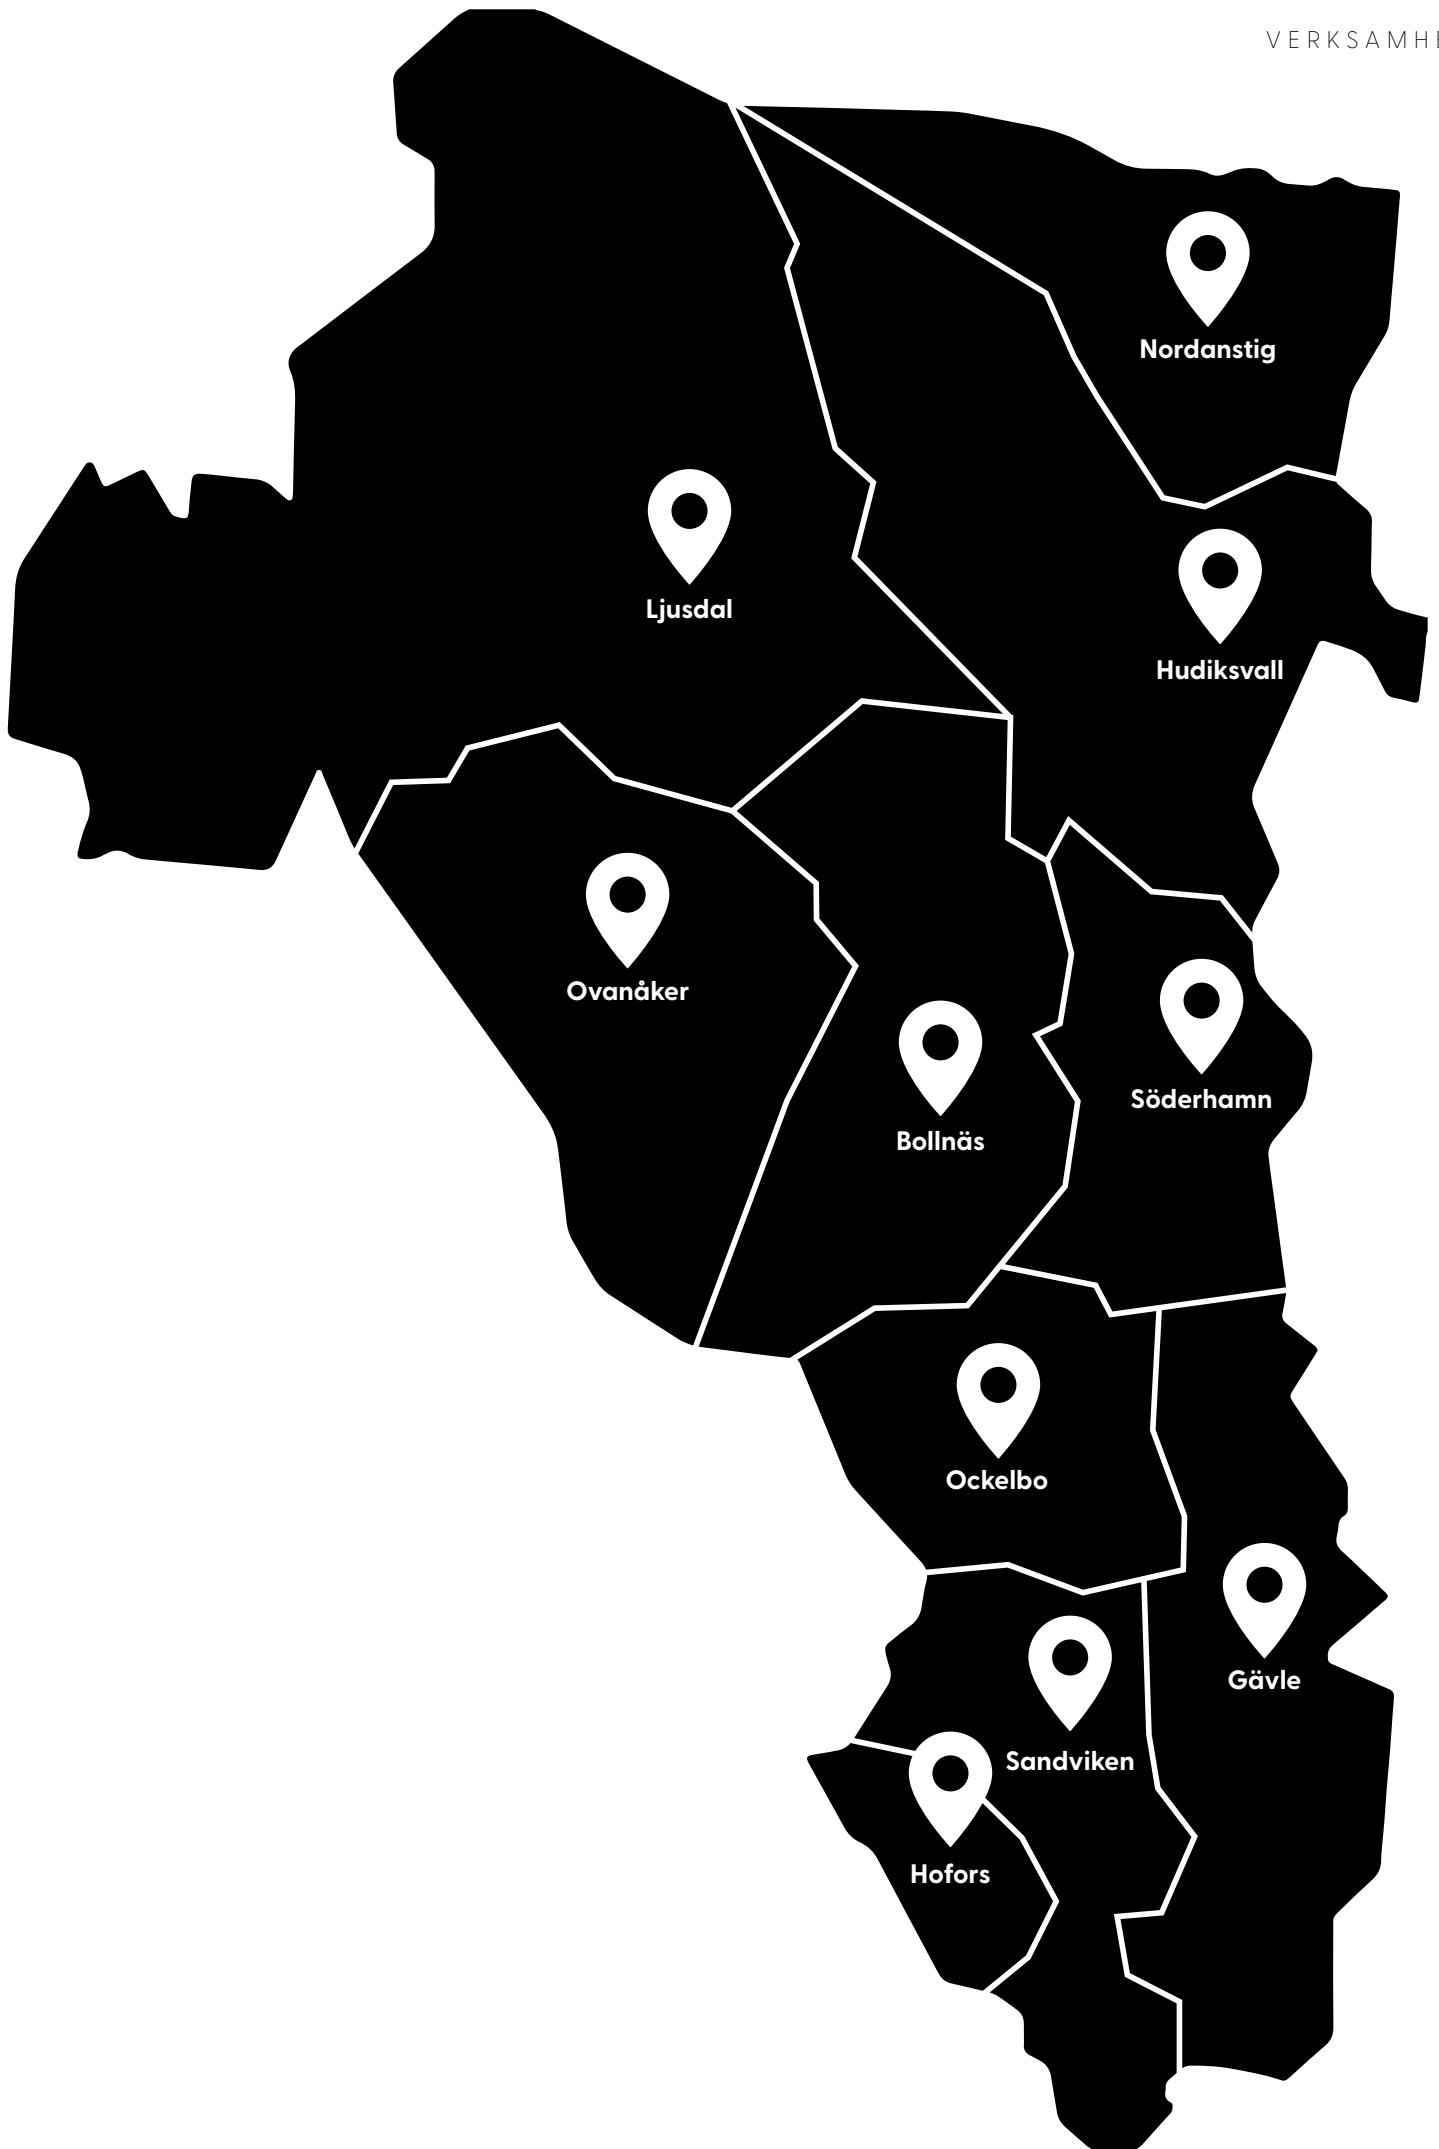 VERKSAMHE
Nordanstig
Ljusdal
Hudiksvall
Ovanåker
Söderhamn
Bollnäs
Ockelbo
Gävle
Sandviken
Hofors